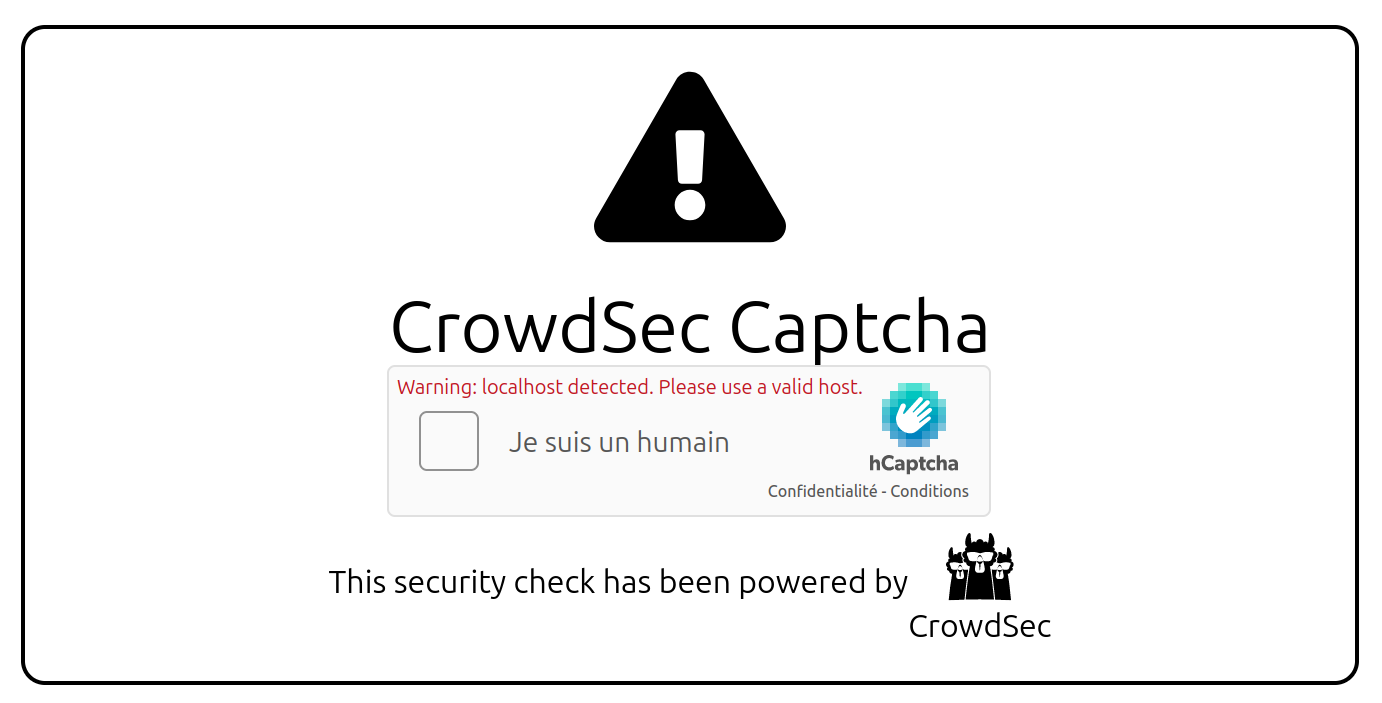 CrowdSec Captcha
Warning: localhost detected. Please use a valid host.
Je suis un humain
hCaptcha
Confidentialité - Conditions
This security check has been powered by
CrowdSec